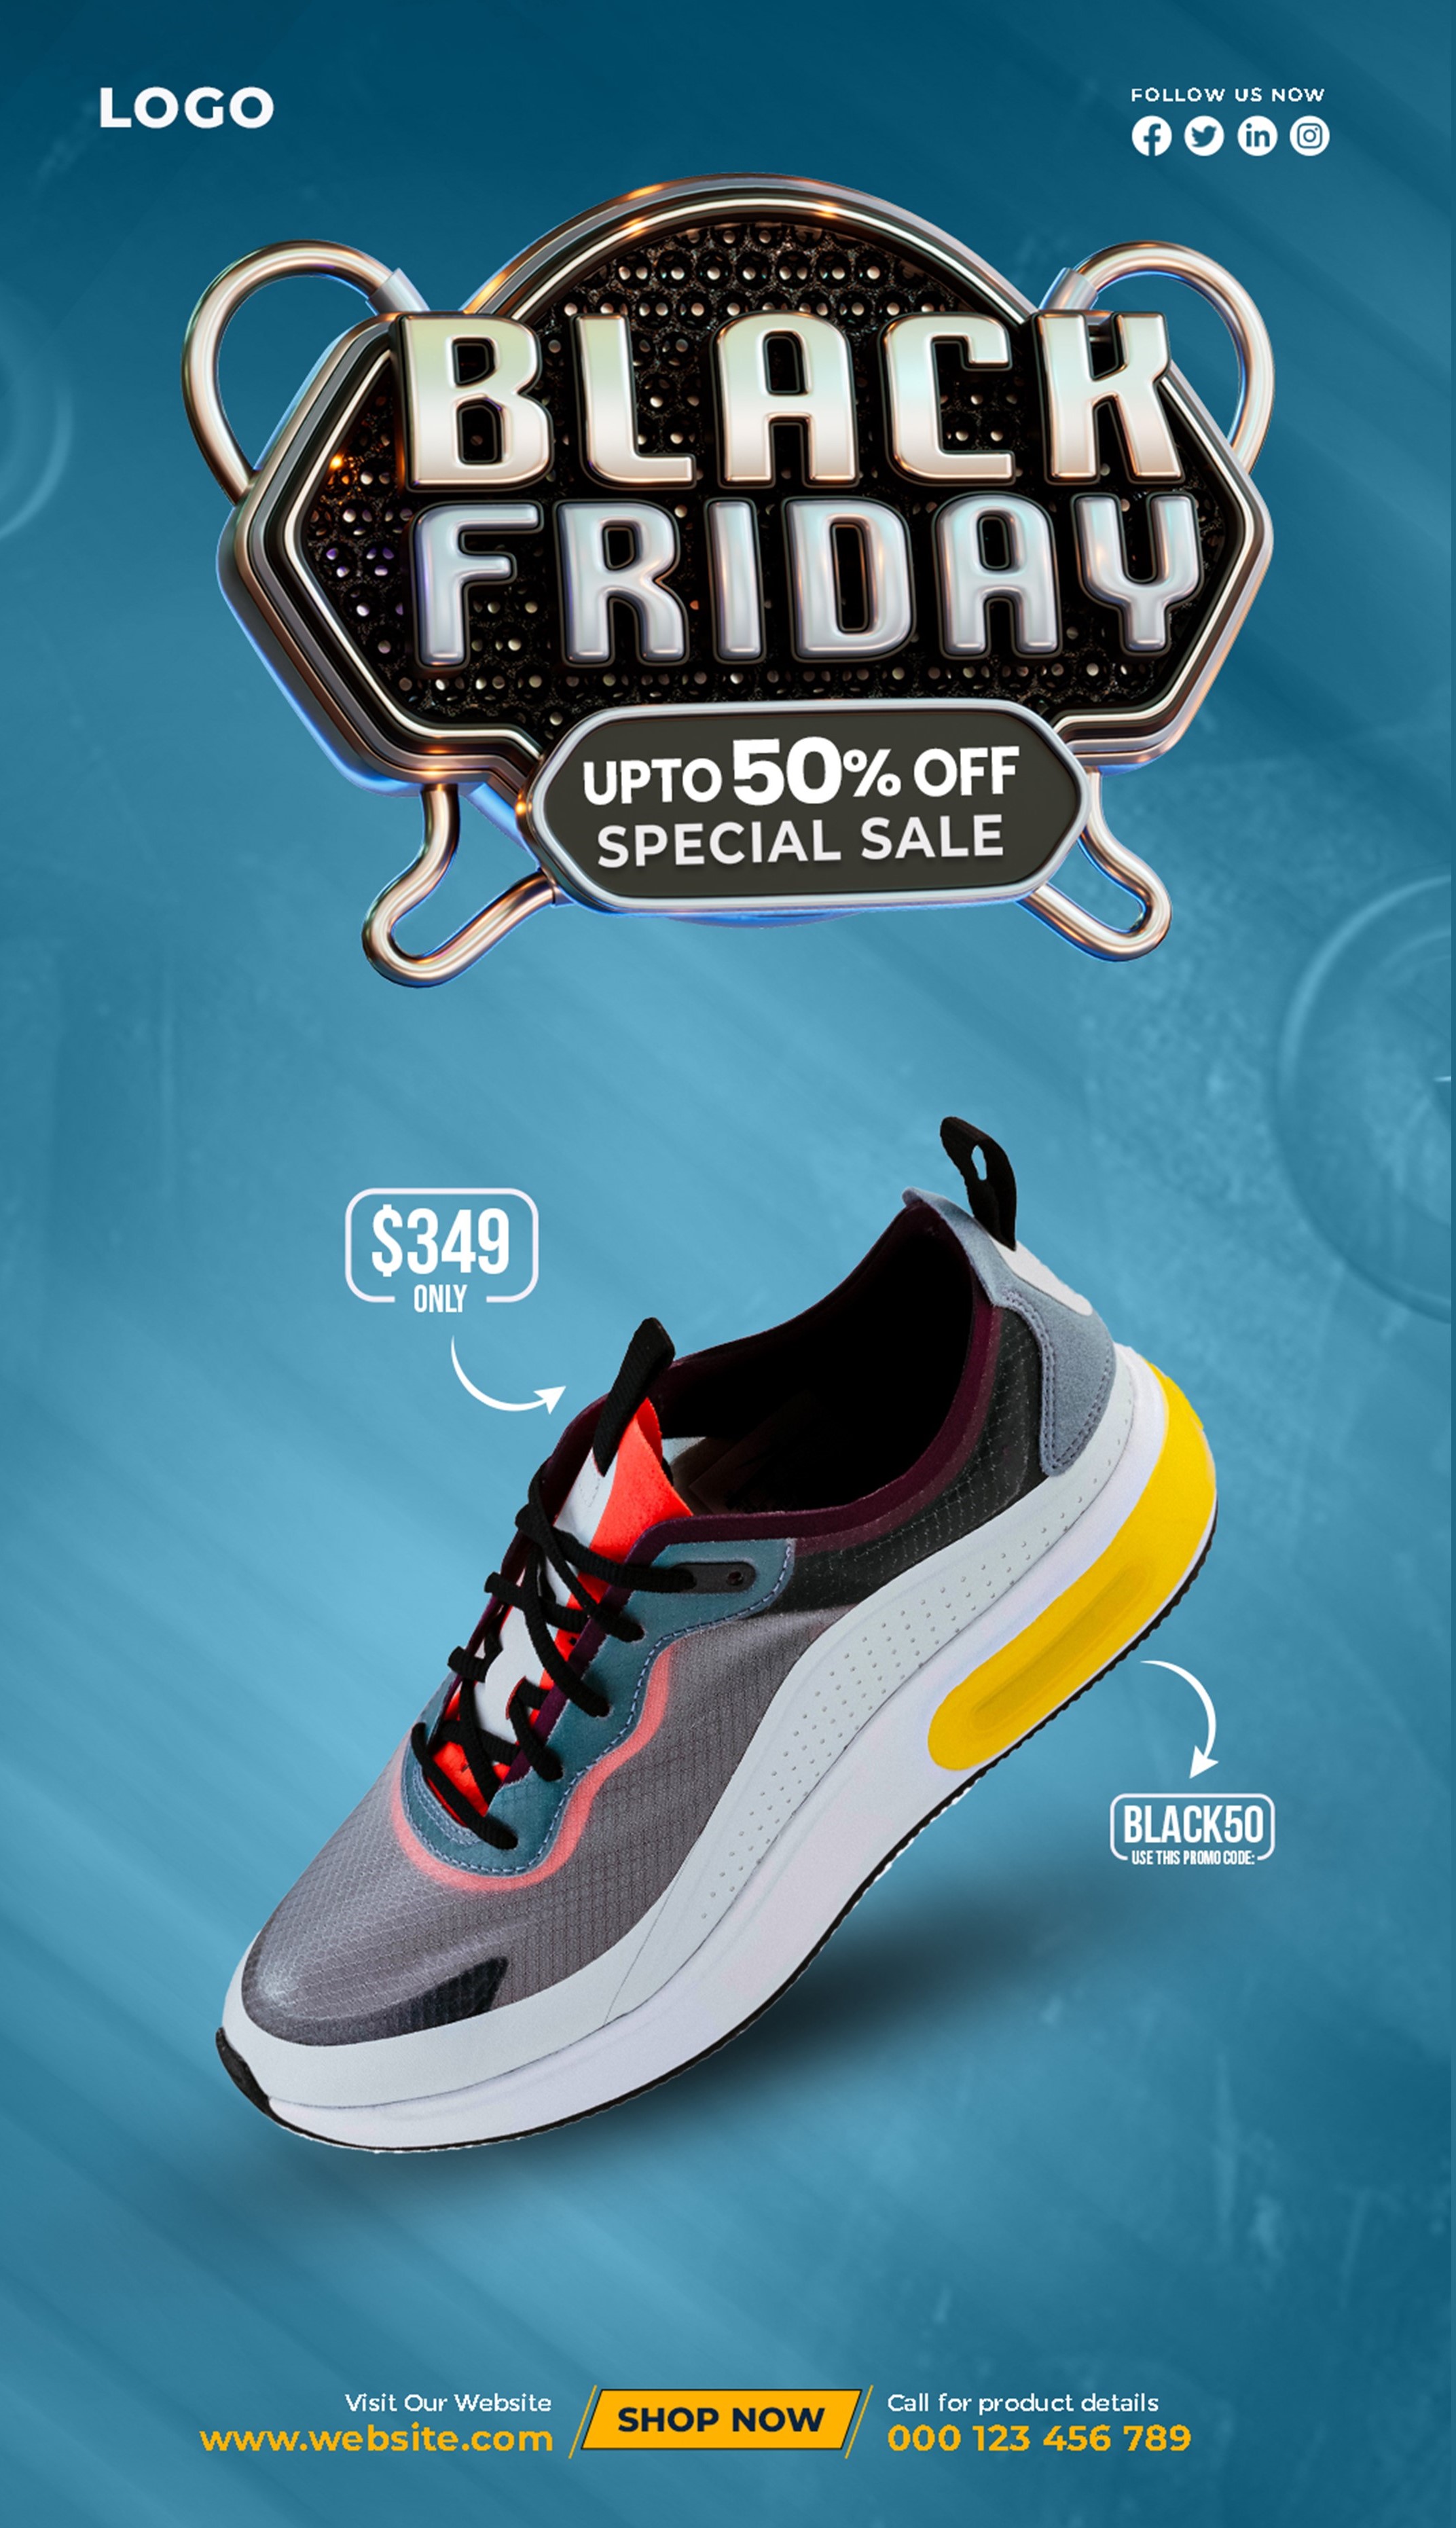 LOGO
FOLLOW US NOW
BLACK
FRIDAY
UPTO 50% OFF
SPECIAL SALE
$349
ONLY
BLACK50
USE THIS PROMO CODE:
Visit Our Website
www.website.com
SHOP NOW
Call for product details
000 123 456 789